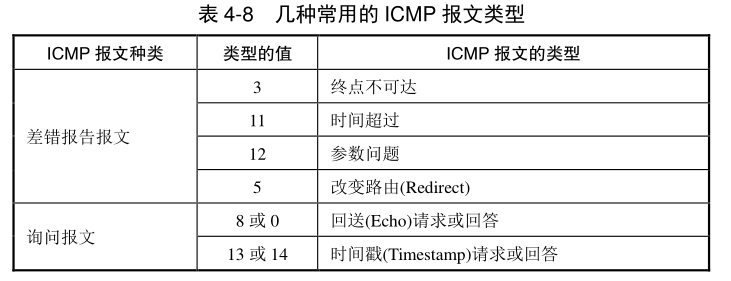 表 4-8 几种常用的 ICMP 报文类型
ICMP 报文种类 类型的值 ICMP 报文的类型
差错报告报文
3 终点不可达
11 时间超过
12 参数问题
5 改变路由(Redirect)
询问报文
8 或 0 回送(Echo)请求或回答
13 或 14 时间戳(Timestamp)请求或回答